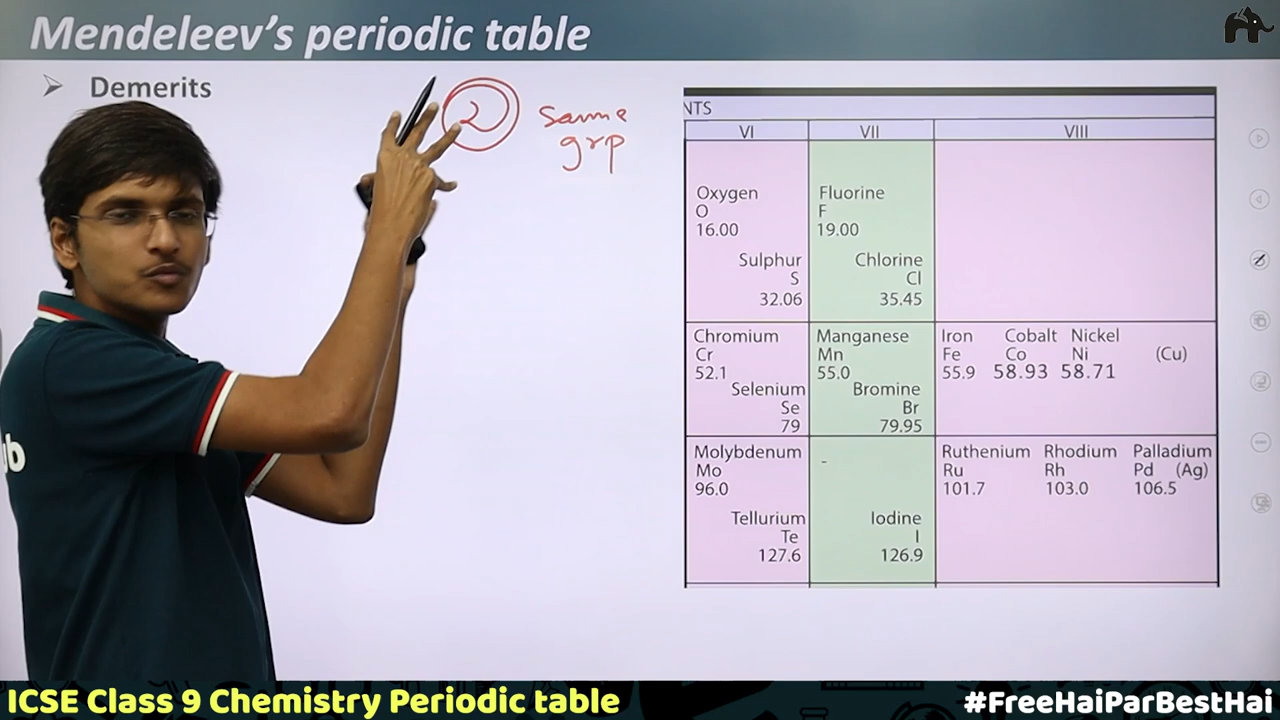 Mendeleev's periodic table
Demerits
2
same
grp
NTS
VI VII VIII
Oxygen Fluorine
O F
16.00 19.00
Sulphur Chlorine
S Cl
32.06 35.45
Chromium Manganese Iron Cobalt Nickel
Cr Mn Fe Co Ni (Cu)
52.1 55.0 55.9 58.93 58.71
Selenium Bromine
Se Br
79 79.95
Molybdenum - Ruthenium Rhodium Palladium
Mo Ru Rh Pd (Ag)
96.0 101.7 103.0 106.5
Tellurium Iodine
Te I
127.6 126.9
ub
ICSE Class 9 Chemistry Periodic table #FreeHaiParBestHai